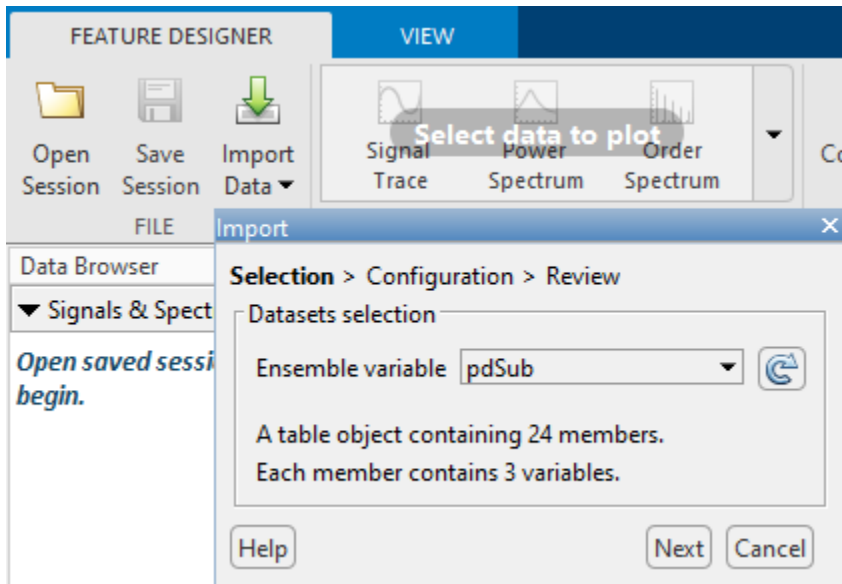 FEATURE DESIGNER VIEW
Select data to plot
Open Save Import Signal Power Order Co
Session Session Data Trace Spectrum Spectrum
FILE
Import
Data Browser
Selection > Configuration > Review
Signals & Spect
Datasets selection
Open saved sessi
begin.
Ensemble variable pdSub
A table object containing 24 members.
Each member contains 3 variables.
Help Next Cancel